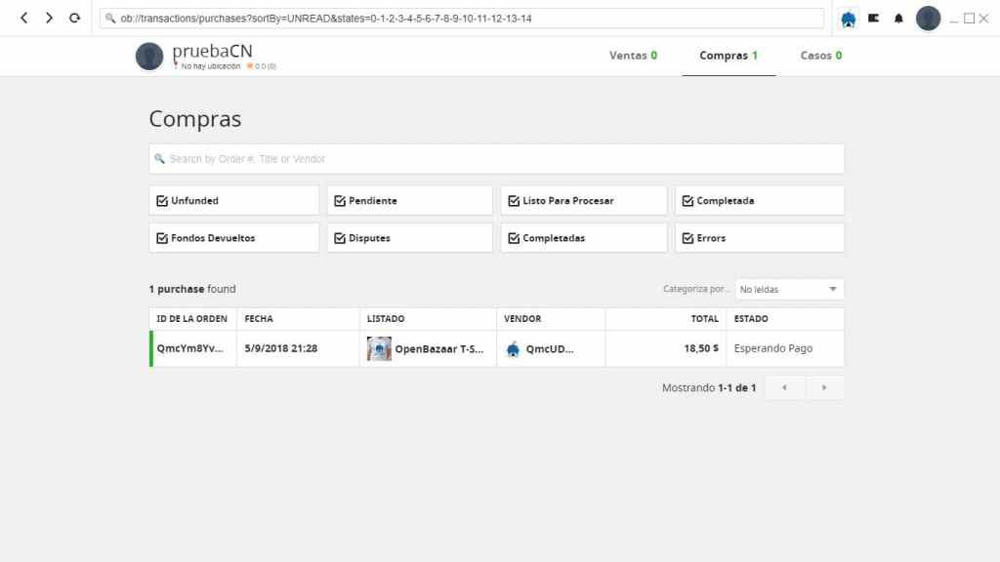 ob://transactions/purchases?sortBy=UNREAD&states=0-1-2-3-4-5-6-7-8-9-10-11-12-13-14
pruebaCN
No hay ubicación 0.0 (0)
Ventas 0 Compras 1 Casos 0
Compras
Search by Order #, Title or Vendor
Unfunded Pendiente Listo Para Procesar Completada
Fondos Devueltos Disputes Completadas Errors
1 purchase found Categoriza por... No leídas
ID DE LA ORDEN FECHA LISTADO VENDOR TOTAL ESTADO
QmcYm8Yv... 5/9/2018 21:28 OpenBazaar T-S... QmcUD... 18,50 $ Esperando Pago
Mostrando 1-1 de 1